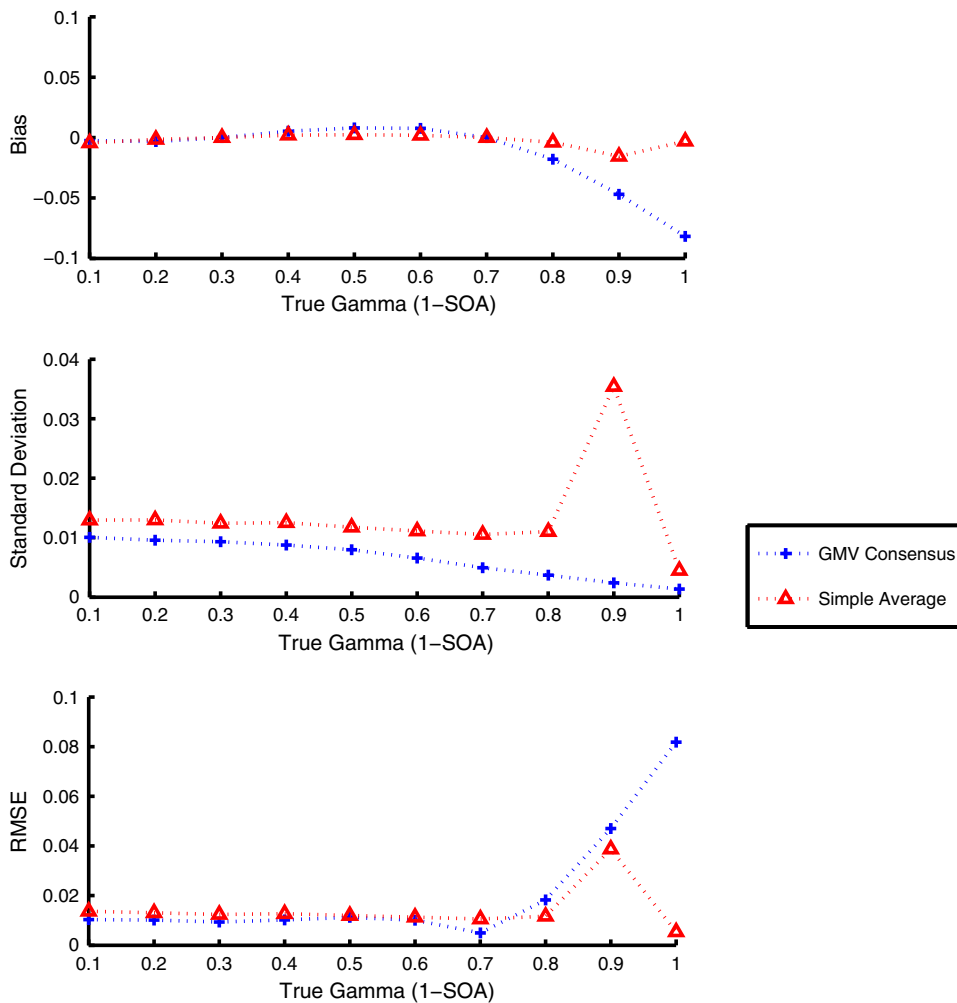 0.1
0.05
0
−0.05
−0.1
Bias
0.1 0.2 0.3 0.4 0.5 0.6 0.7 0.8 0.9 1
True Gamma (1−SOA)
0.04
0.03
0.02
0.01
0
Standard Deviation
0.1 0.2 0.3 0.4 0.5 0.6 0.7 0.8 0.9 1
True Gamma (1−SOA)
GMV Consensus
Simple Average
0.1
0.08
0.06
0.04
0.02
0
RMSE
0.1 0.2 0.3 0.4 0.5 0.6 0.7 0.8 0.9 1
True Gamma (1−SOA)